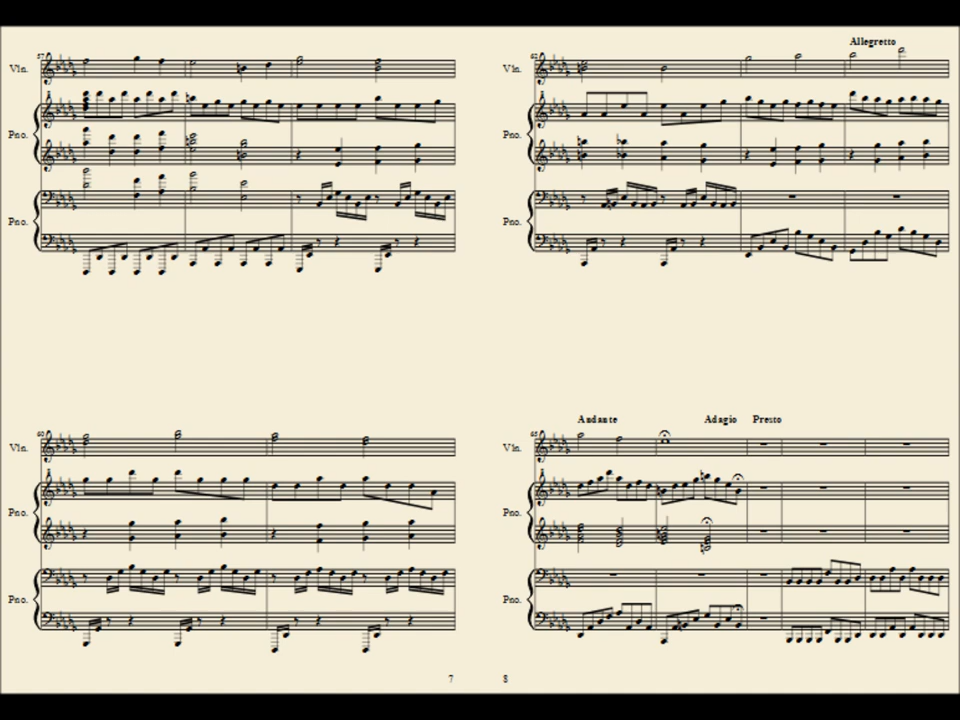 57
Vln.
Pno.
Pno.
60
Vln.
Pno.
Pno.
7
Allegretto
Vln.
Pno.
Pno.
Andante Adagio Presto
65
Vln.
Pno.
Pno.
8